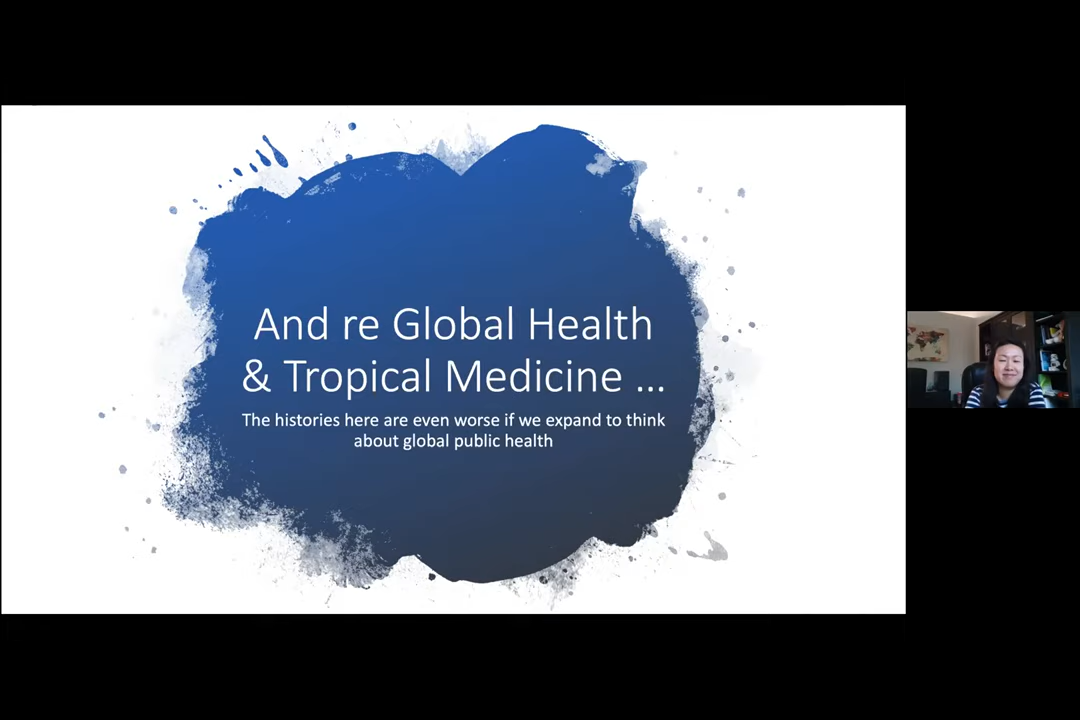 And re Global Health
& Tropical Medicine ...
The histories here are even worse if we expand to think
about global public health